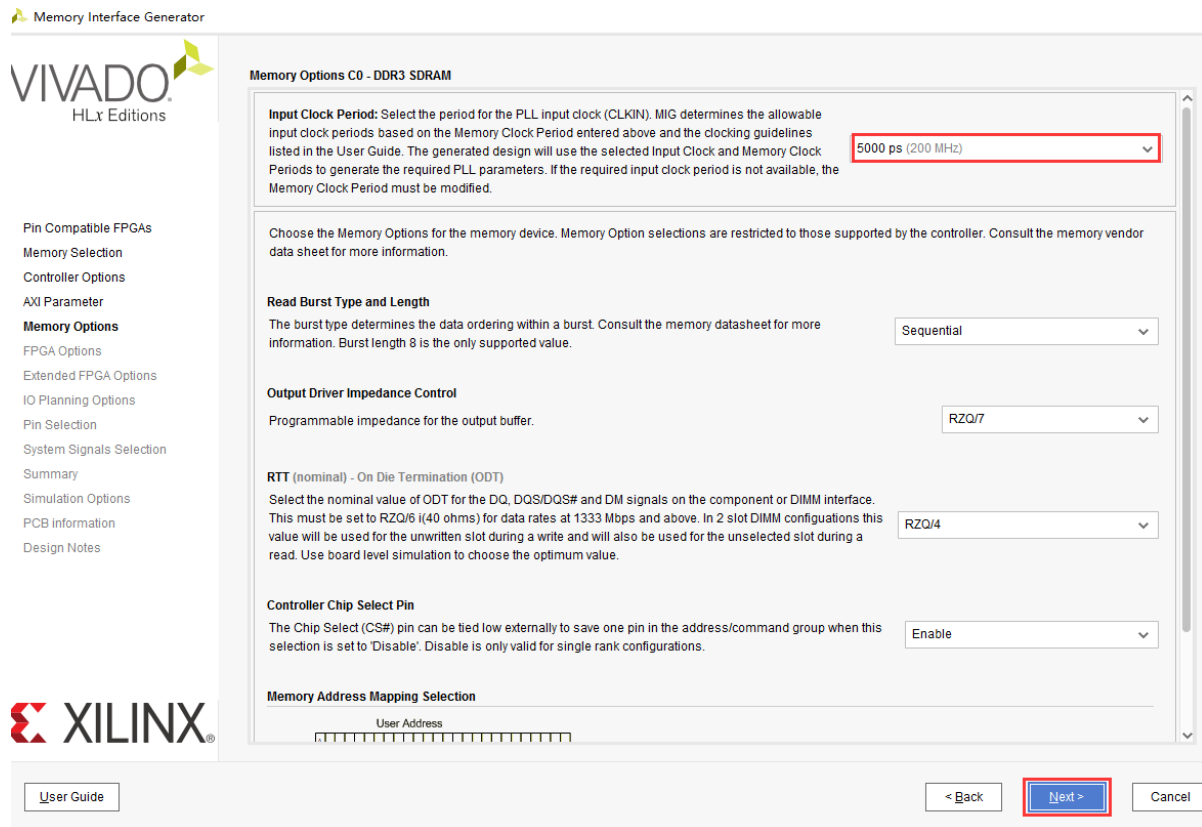 Memory Interface Generator
VIVADO.
HLx Editions
Pin Compatible FPGAs
Memory Selection
Controller Options
AXI Parameter
Memory Options
FPGA Options
Extended FPGA Options
IO Planning Options
Pin Selection
System Signals Selection
Summary
Simulation Options
PCB information
Design Notes
XILINX®
Memory Options C0 - DDR3 SDRAM
Input Clock Period: Select the period for the PLL input clock (CLKIN). MIG determines the allowable
input clock periods based on the Memory Clock Period entered above and the clocking guidelines
listed in the User Guide. The generated design will use the selected Input Clock and Memory Clock
Periods to generate the required PLL parameters. If the required input clock period is not available, the
Memory Clock Period must be modified.
5000 ps (200 MHz)
Choose the Memory Options for the memory device. Memory Option selections are restricted to those supported by the controller. Consult the memory vendor
data sheet for more information.
Read Burst Type and Length
The burst type determines the data ordering within a burst. Consult the memory datasheet for more
information. Burst length 8 is the only supported value.
Sequential
Output Driver Impedance Control
Programmable impedance for the output buffer.
RZQ/7
RTT (nominal) - On Die Termination (ODT)
Select the nominal value of ODT for the DQ, DQS/DQS# and DM signals on the component or DIMM interface.
This must be set to RZQ/6 i(40 ohms) for data rates at 1333 Mbps and above. In 2 slot DIMM configuations this
value will be used for the unwritten slot during a write and will also be used for the unselected slot during a
read. Use board level simulation to choose the optimum value.
RZQ/4
Controller Chip Select Pin
The Chip Select (CS#) pin can be tied low externally to save one pin in the address/command group when this
selection is set to 'Disable'. Disable is only valid for single rank configurations.
Enable
Memory Address Mapping Selection
User Address
User Guide
< Back
Next >
Cancel